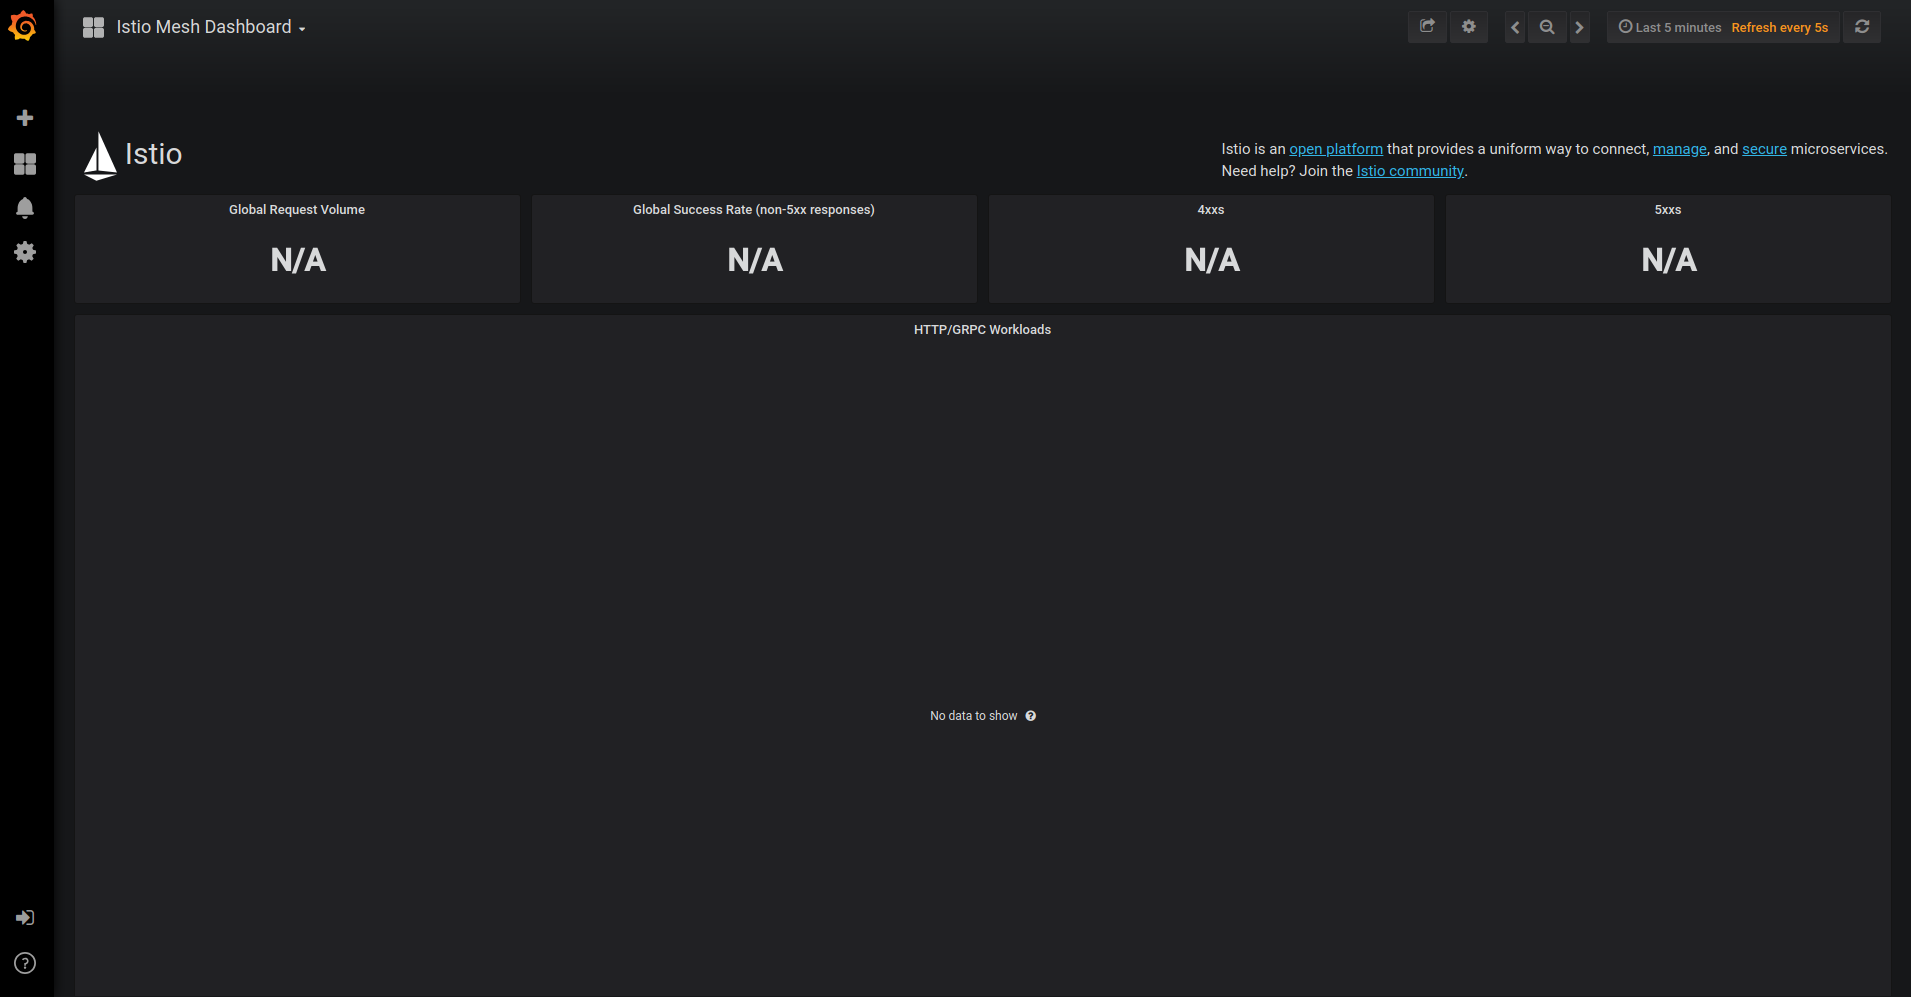 Istio Mesh Dashboard
Last 5 minutes Refresh every 5s
Istio
Istio is an open platform that provides a uniform way to connect, manage, and secure microservices.
Need help? Join the Istio community.
Global Request Volume
N/A
Global Success Rate (non-5xx responses)
N/A
4xxs
N/A
5xxs
N/A
HTTP/GRPC Workloads
No data to show